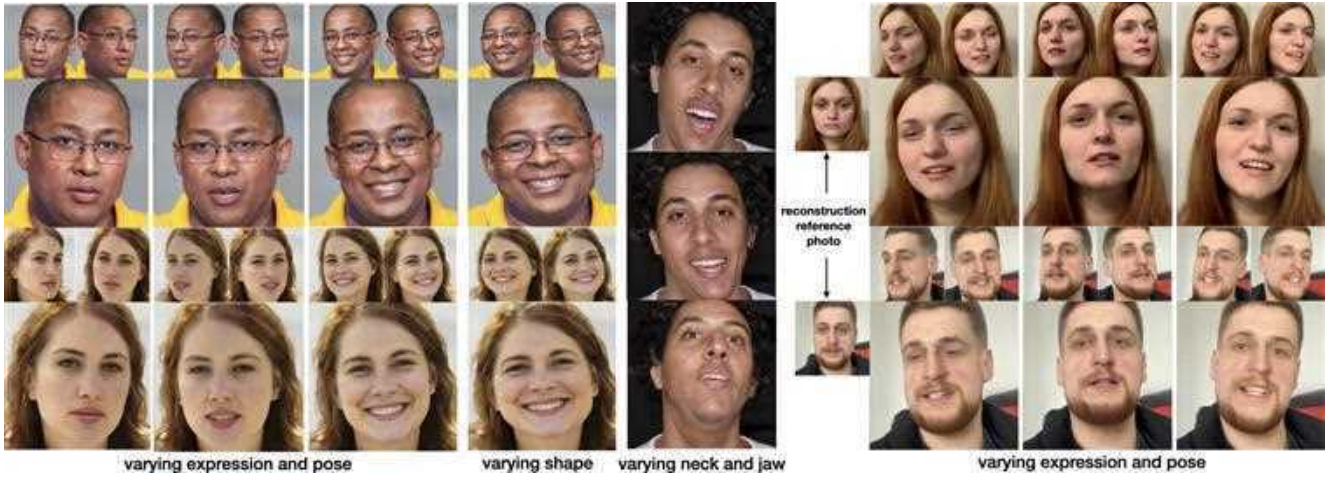 reconstruction
reference
photo
varying expression and pose
varying shape
varying neck and jaw
varying expression and pose